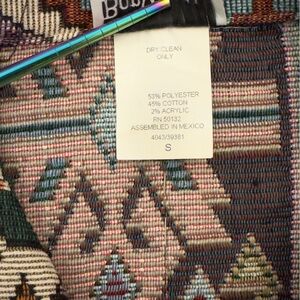 DRY CLEAN
ONLY
53% POLYESTER
45% COTTON
2% ACRYLIC
RN 50132
ASSEMBLED IN MEXICO
4043/39381
S